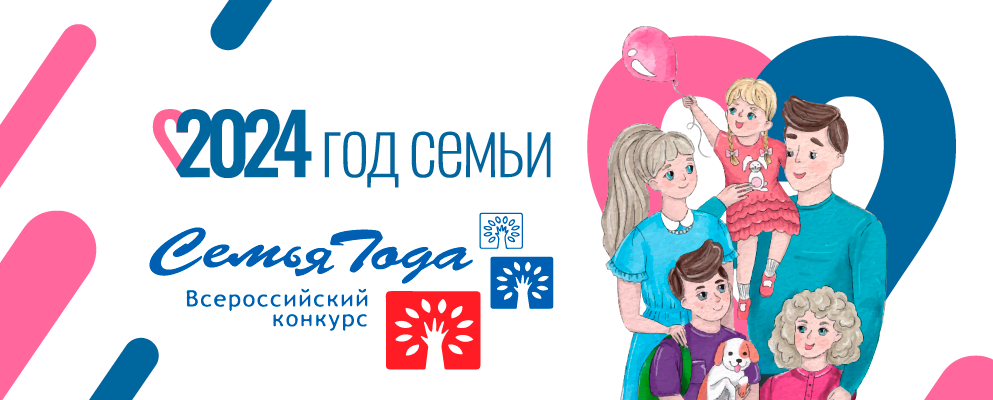 2024 год семьи
Семья Года
Всероссийский
конкурс